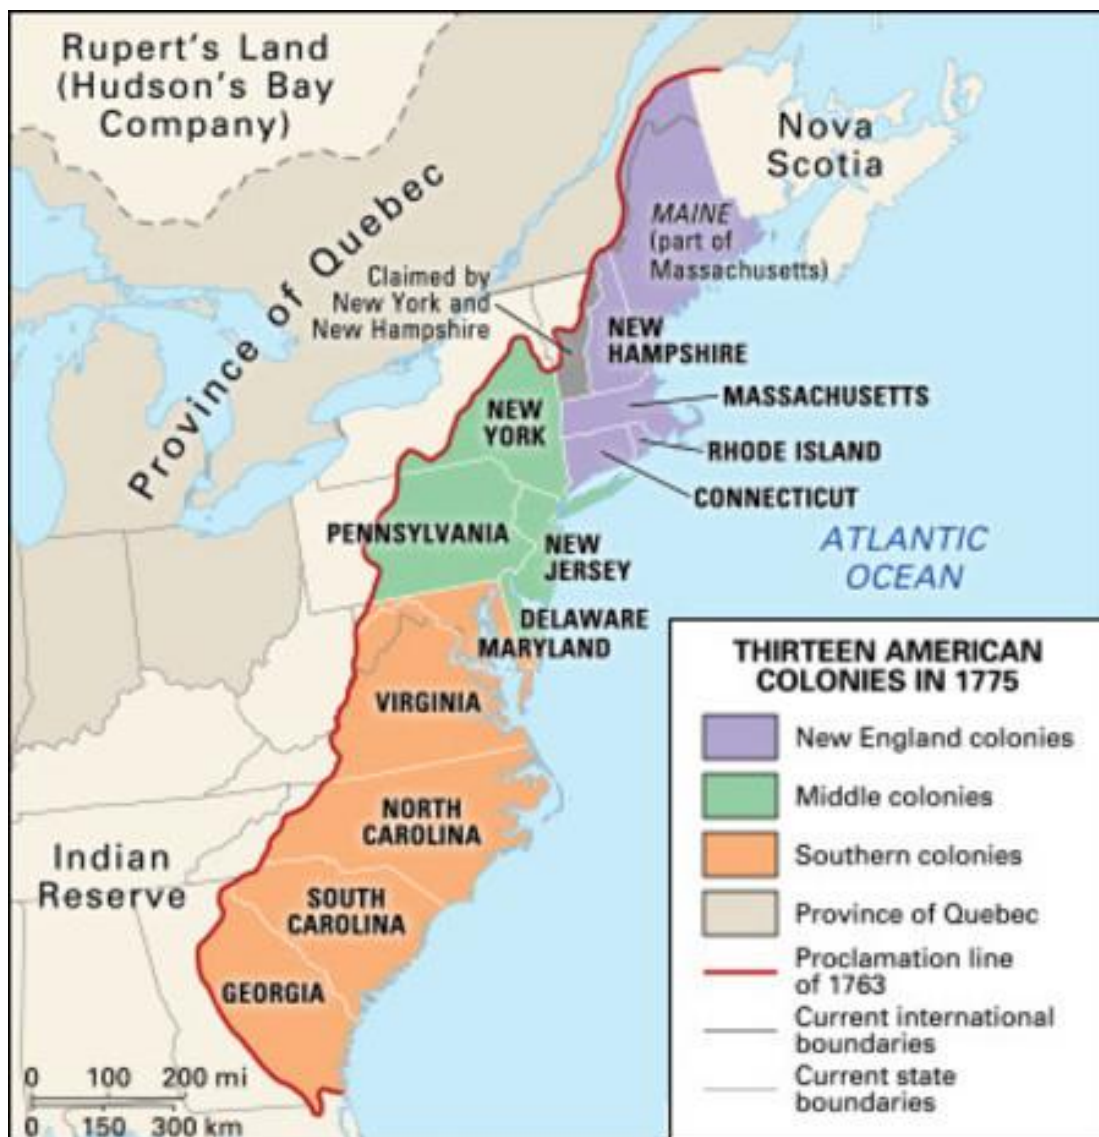 Rupert's Land
(Hudson's Bay
Company)
Nova
Scotia
Province of Quebec
MAINE
(part of
Massachusetts)
Claimed by
New York and
New Hampshire
NEW
HAMPSHIRE
MASSACHUSETTS
NEW
YORK
RHODE ISLAND
CONNECTICUT
PENNSYLVANIA
NEW
JERSEY
ATLANTIC
OCEAN
DELAWARE
MARYLAND
VIRGINIA
NORTH
CAROLINA
SOUTH
CAROLINA
GEORGIA
Indian
Reserve
THIRTEEN AMERICAN
COLONIES IN 1775
New England colonies
Middle colonies
Southern colonies
Province of Quebec
Proclamation line
of 1763
Current international
boundaries
Current state
boundaries
0 100 200 mi
0 150 300 km